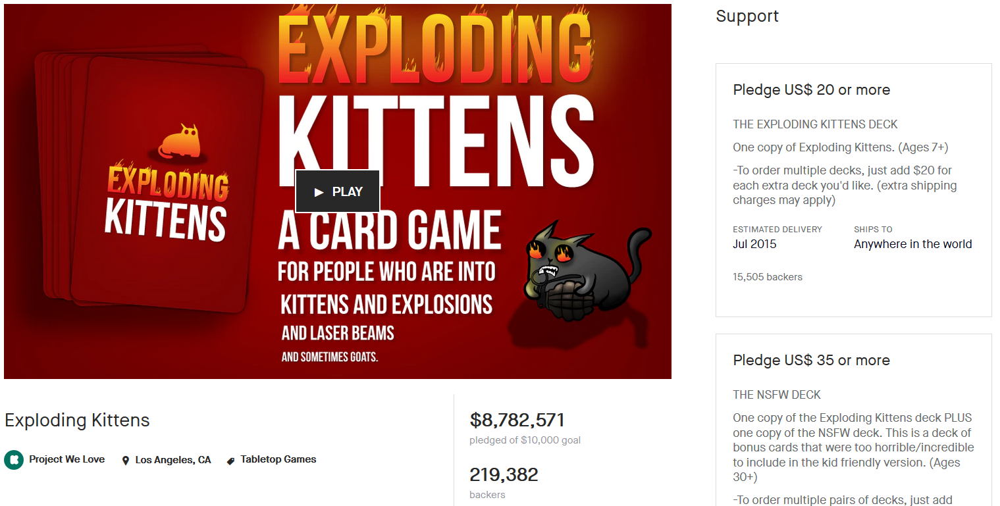 EXPLODING
KITTENS
EXPLODING
KITTENS
▶ PLAY
A CARD GAME
FOR PEOPLE WHO ARE INTO
KITTENS AND EXPLOSIONS
AND LASER BEAMS
AND SOMETIMES GOATS.
Exploding Kittens
Project We Love
Los Angeles, CA
Tabletop Games
$8,782,571
pledged of $10,000 goal
219,382
backers
Support
Pledge US$ 20 or more
THE EXPLODING KITTENS DECK
One copy of Exploding Kittens. (Ages 7+)
-To order multiple decks, just add $20 for
each extra deck you'd like. (extra shipping
charges may apply)
ESTIMATED DELIVERY
Jul 2015
SHIPS TO
Anywhere in the world
15,505 backers
Pledge US$ 35 or more
THE NSFW DECK
One copy of the Exploding Kittens deck PLUS
one copy of the NSFW deck. This is a deck of
bonus cards that were too horrible/incredible
to include in the kid friendly version. (Ages
30+)
-To order multiple pairs of decks, just add